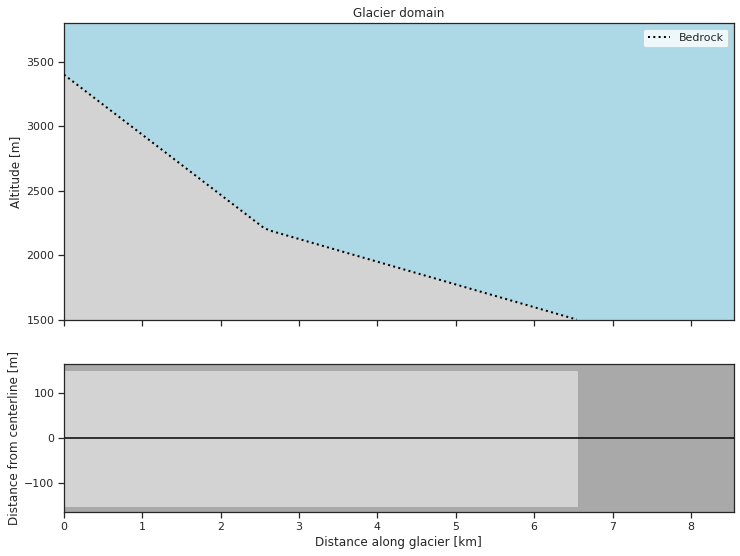 Glacier domain
Bedrock
Altitude [m]
3500
3000
2500
2000
1500
Distance from centerline [m]
100
0
−100
0 1 2 3 4 5 6 7 8
Distance along glacier [km]